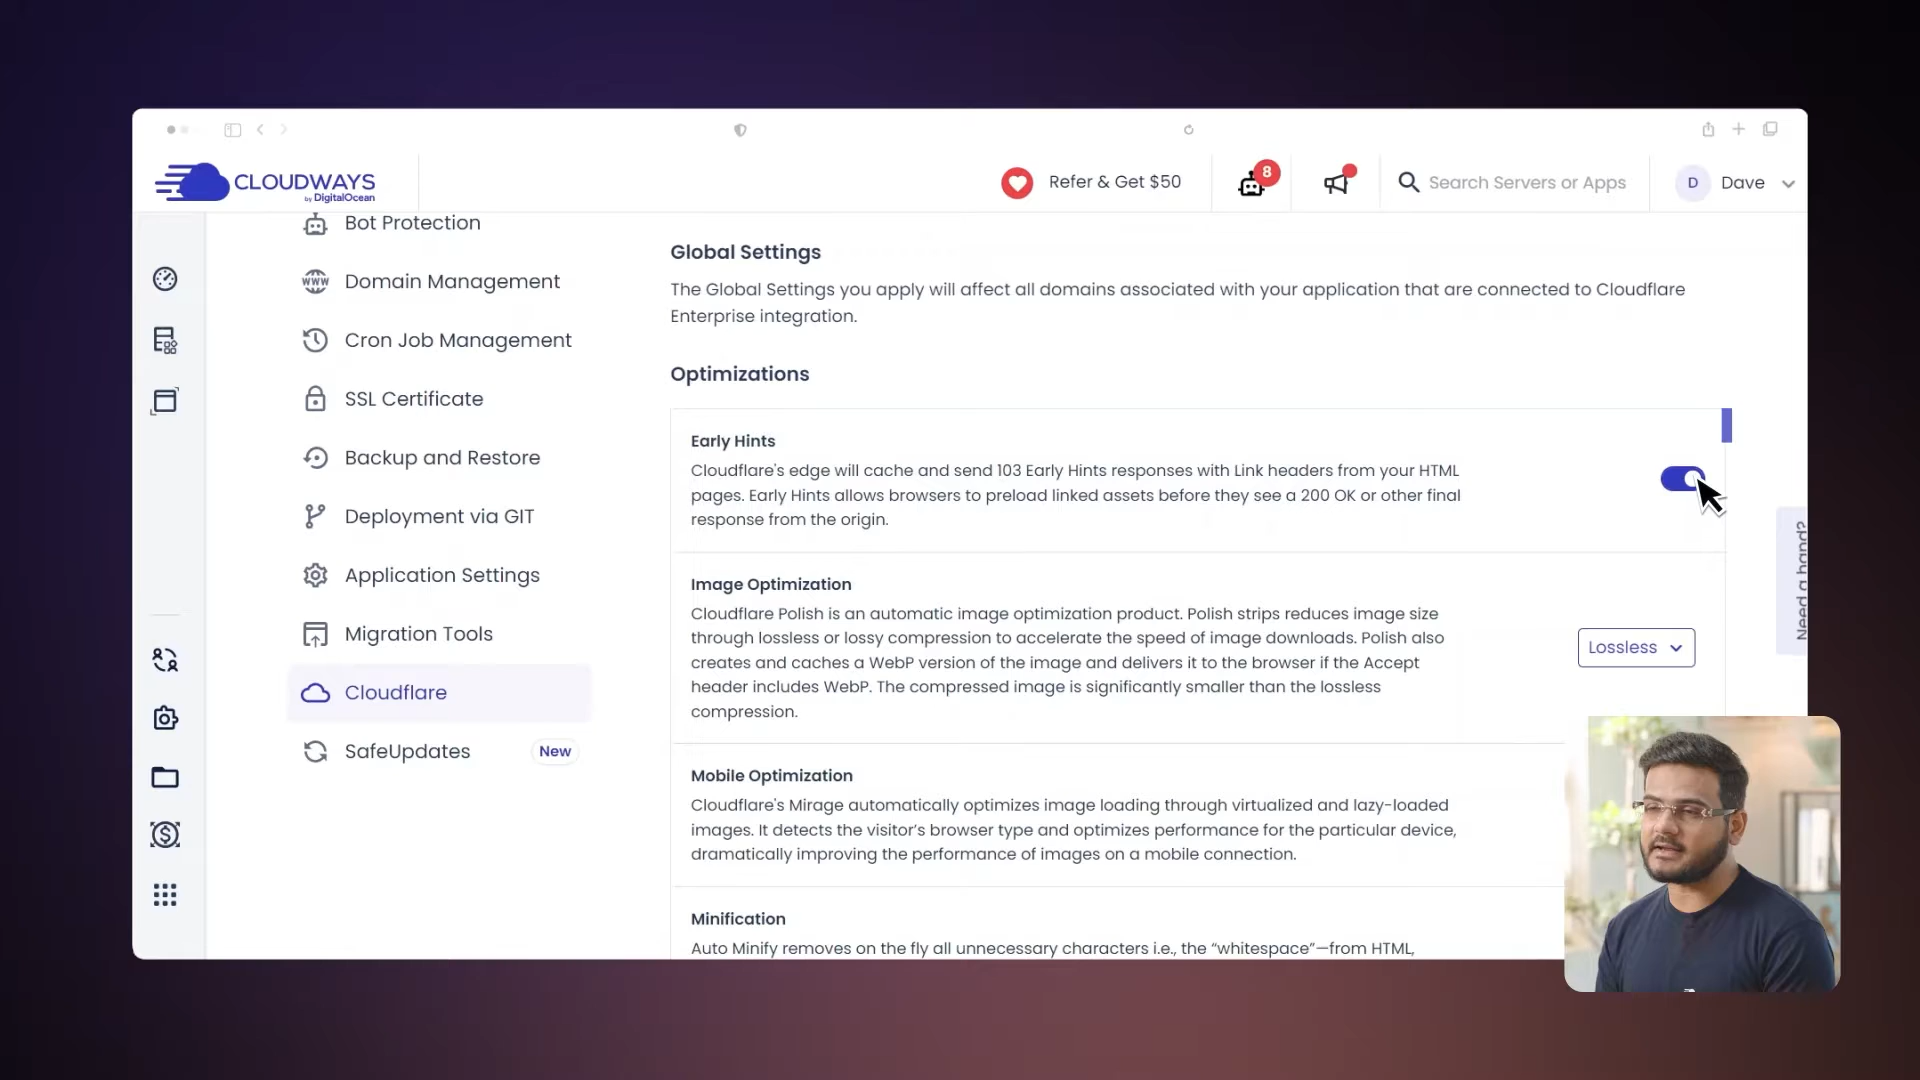 CLOUDWAYS
by DigitalOcean
Refer & Get $50
8
Search Servers or Apps
D
Dave
Bot Protection
Domain Management
Cron Job Management
SSL Certificate
Backup and Restore
Deployment via GIT
Application Settings
Migration Tools
Cloudflare
SafeUpdates
New
Global Settings
The Global Settings you apply will affect all domains associated with your application that are connected to Cloudflare
Enterprise integration.
Optimizations
Early Hints
Cloudflare's edge will cache and send 103 Early Hints responses with Link headers from your HTML
pages. Early Hints allows browsers to preload linked assets before they see a 200 OK or other final
response from the origin.
Image Optimization
Cloudflare Polish is an automatic image optimization product. Polish strips reduces image size
through lossless or lossy compression to accelerate the speed of image downloads. Polish also
creates and caches a WebP version of the image and delivers it to the browser if the Accept
header includes WebP. The compressed image is significantly smaller than the lossless
compression.
Lossless
Mobile Optimization
Cloudflare's Mirage automatically optimizes image loading through virtualized and lazy-loaded
images. It detects the visitor’s browser type and optimizes performance for the particular device,
dramatically improving the performance of images on a mobile connection.
Minification
Auto Minify removes on the fly all unnecessary characters i.e., the “whitespace”—from HTML,
Need a hand?